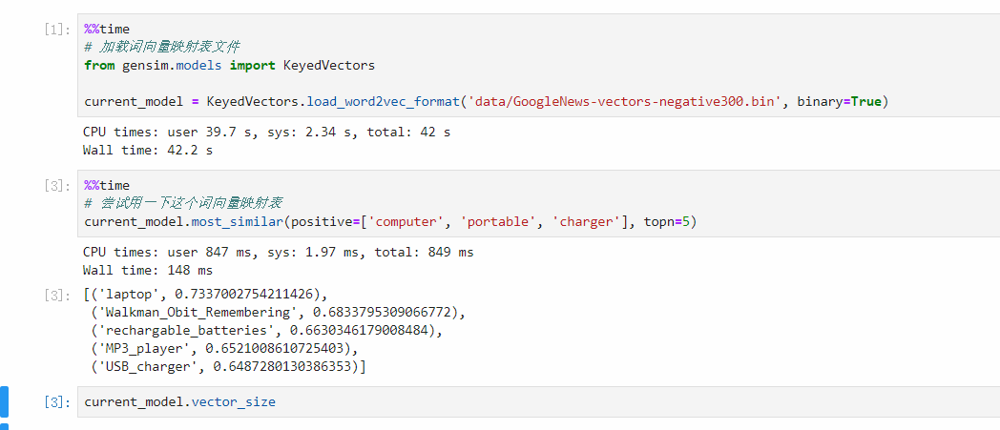 [1]:
%%time
# 加载词向量映射表文件
from gensim.models import KeyedVectors
current_model = KeyedVectors.load_word2vec_format('data/GoogleNews-vectors-negative300.bin', binary=True)
CPU times: user 39.7 s, sys: 2.34 s, total: 42 s
Wall time: 42.2 s
[3]:
%%time
# 尝试用一下这个词向量映射表
current_model.most_similar(positive=['computer', 'portable', 'charger'], topn=5)
CPU times: user 847 ms, sys: 1.97 ms, total: 849 ms
Wall time: 148 ms
[3]:
[('laptop', 0.7337002754211426),
('Walkman_Obit_Remembering', 0.6833795309066772),
('rechargable_batteries', 0.6630346179008484),
('MP3_player', 0.6521008610725403),
('USB_charger', 0.6487280130386353)]
[3]:
current_model.vector_size